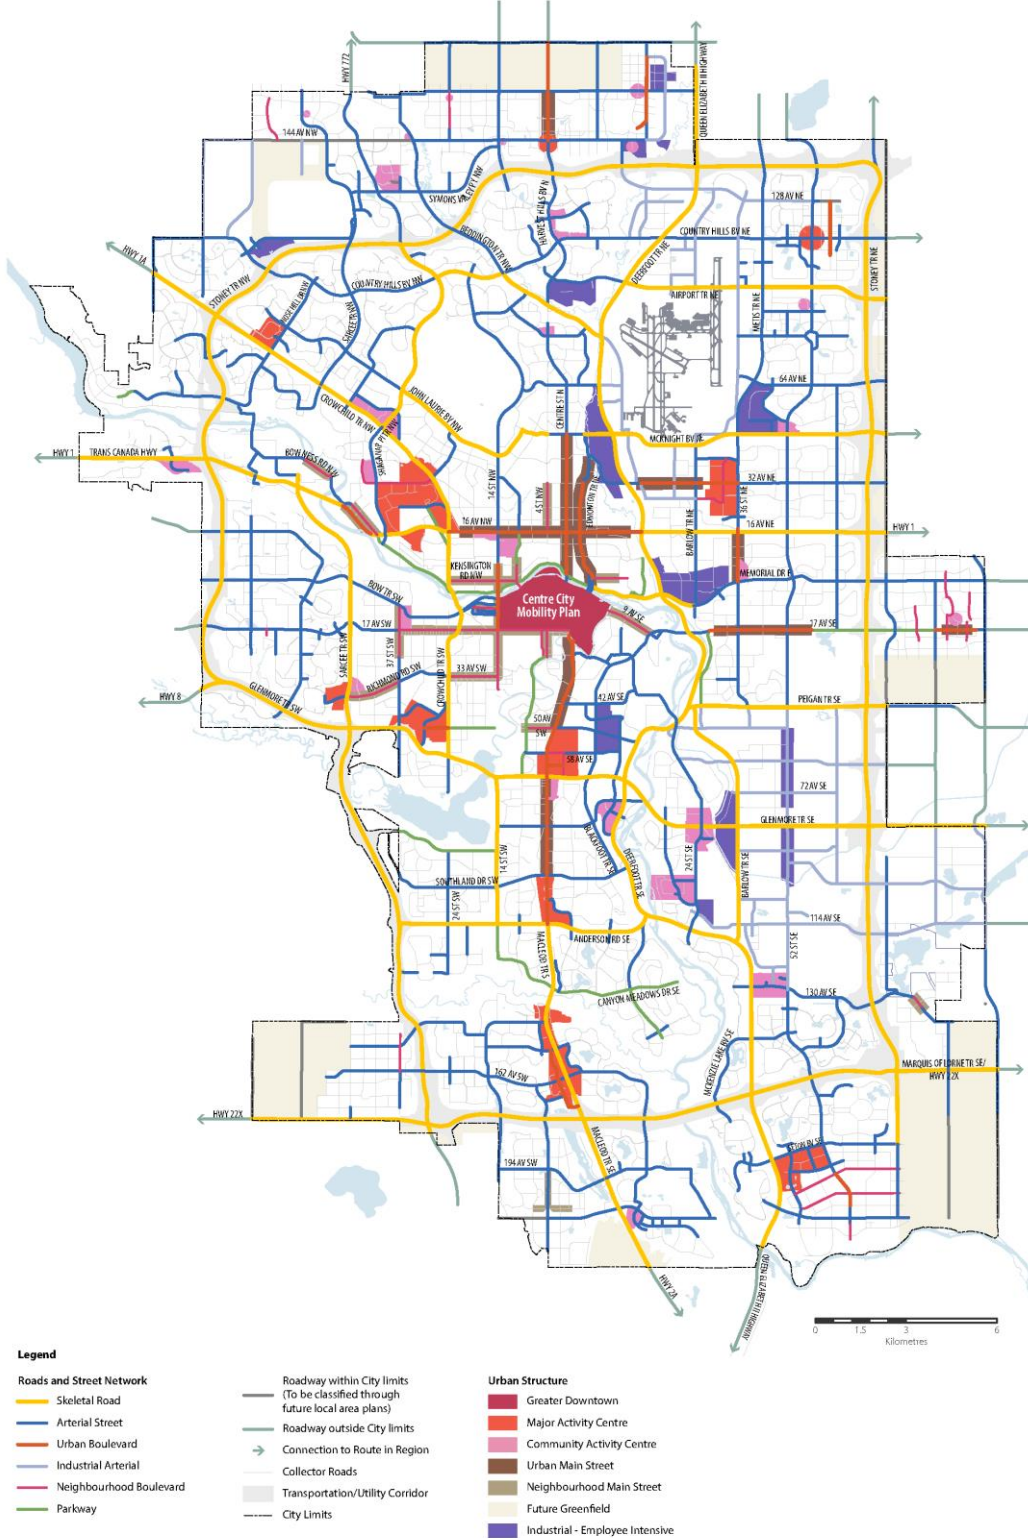 HWY 772
QUEEN ELIZABETH II HIGHWAY
144 AV NW
SYMONS VALLEY PY NW
HARVEST HILLS BV N
BEDDINGTON TR NW
128 AV NE
COUNTRY HILLS BV NE
HWY 1A
STONEY TR NW
COUNTRY HILLS BV NW
DEERFOOT TR NE
STONEY TR NE
AIRPORT TR NE
METIS TR NE
NOSE HILL DR NW
SARCEE TR NW
64 AV NE
JOHN LAURIE BV NW
CROWCHILD TR NW
CENTRE ST N
MCKNIGHT BV NE
HWY 1
TRANS CANADA HWY
BOWNESS RD NW
SHAGANAPPI TR NW
14 ST NW
4 ST NW
EDMONTON TR NE
32 AV NE
36 ST NE
BARLOW TR NE
16 AV NW
16 AV NE
HWY 1
KENSINGTON
RD NW
MEMORIAL DR E
Centre City
Mobility Plan
BOW TR SW
9 AV SE
17 AV SW
17 AV SE
37 ST SW
SARCEE TR SW
RICHMOND RD SW
33 AV SW
CROWCHILD TR SW
HWY 8
GLENMORE TR SW
42 AV SE
PEIGAN TR SE
50 AV
SW
58 AV SE
72 AV SE
GLENMORE TR SE
BLACKFOOT TR SE
DEERFOOT TR SE
24 ST SE
BARLOW TR SE
14 ST SW
SOUTHLAND DR SW
24 ST SW
114 AV SE
52 ST SE
ANDERSON RD SE
MACLEOD TR S
CANYON MEADOWS DR SE
130 AV SE
MCKENZIE LAKE BV SE
MARQUIS OF LORNE TR SE/
HWY 22X
162 AV SW
HWY 22X
MACLEOD TR SE
194 AV SW
HWY 2A
QUEEN ELIZABETH II HIGHWAY
0 1.5 3 6
Kilometres
Legend
Roads and Street Network
Skeletal Road
Arterial Street
Urban Boulevard
Industrial Arterial
Neighbourhood Boulevard
Parkway
Roadway within City limits
(To be classified through
future local area plans)
Roadway outside City limits
Connection to Route in Region
Collector Roads
Transportation/Utility Corridor
City Limits
Urban Structure
Greater Downtown
Major Activity Centre
Community Activity Centre
Urban Main Street
Neighbourhood Main Street
Future Greenfield
Industrial - Employee Intensive